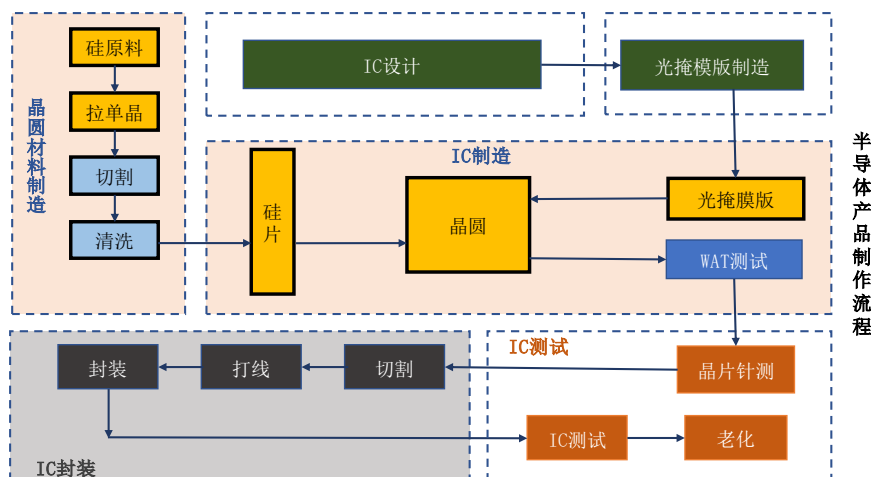 硅原料
拉单晶
切割
清洗
晶圆材料制造
IC设计
光掩模版制造
IC制造
硅片
晶圆
光掩膜版
WAT测试
半导体产品制作流程
IC测试
封装
打线
切割
晶片针测
IC测试
老化
IC封装